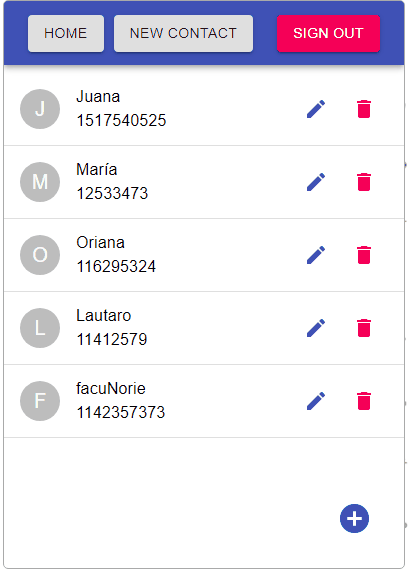 HOME NEW CONTACT SIGN OUT
J
Juana
1517540525
M
María
12533473
O
Oriana
116295324
L
Lautaro
11412579
F
facuNorie
1142357373